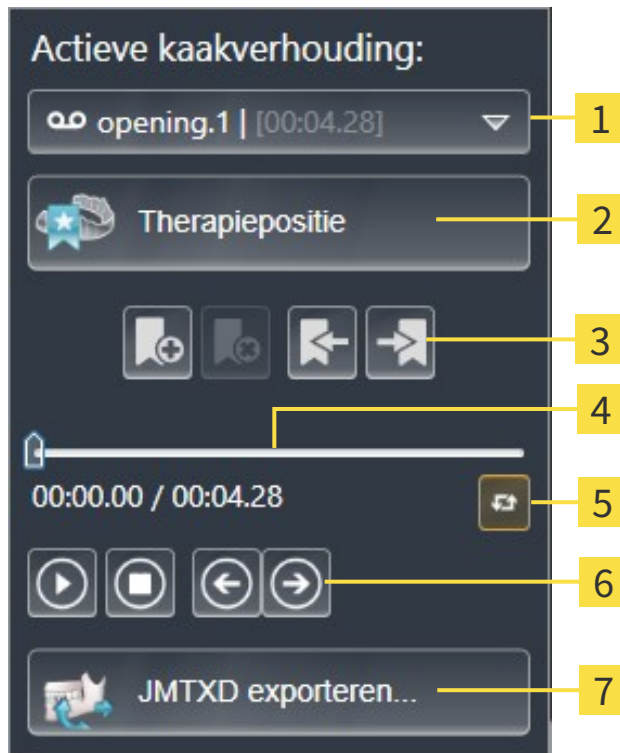 Actieve kaakverhouding:
opening.1 | [00:04.28]
1
Therapiepositie
2
3
4
00:00.00 / 00:04.28
5
6
JMTXD exporteren...
7